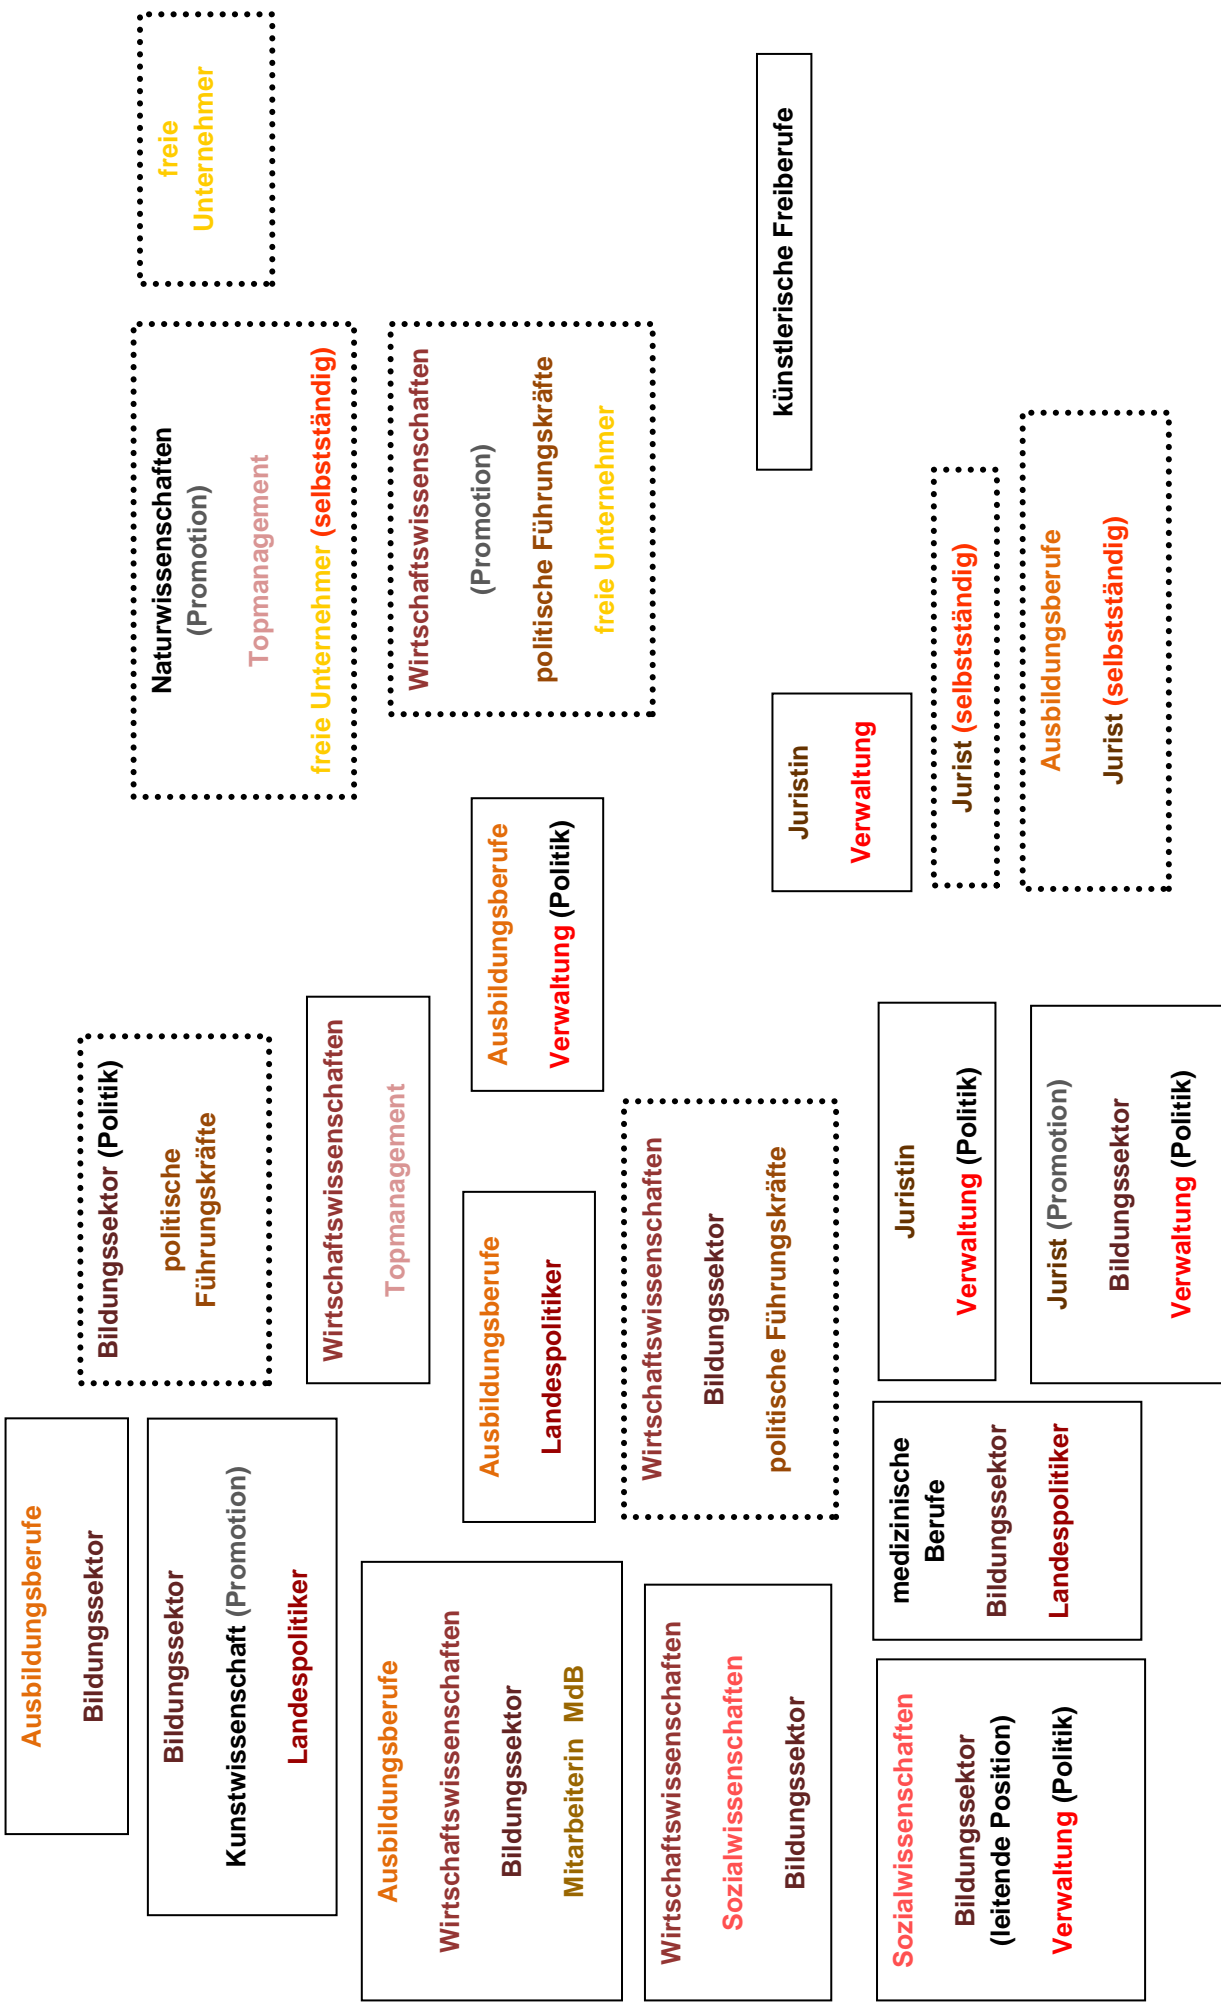 Ausbildungsberufe
Bildungssektor
Bildungssektor
Kunstwissenschaft (Promotion)
Landespolitiker
Ausbildungsberufe
Wirtschaftswissenschaften
Bildungssektor
Mitarbeiterin MdB
Wirtschaftswissenschaften
Sozialwissenschaften
Bildungssektor
Sozialwissenschaften
Bildungssektor
(leitende Position)
Verwaltung (Politik)
Bildungssektor (Politik)
politische
Führungskräfte
Wirtschaftswissenschaften
Topmanagement
Ausbildungsberufe
Landespolitiker
Wirtschaftswissenschaften
Bildungssektor
politische Führungskräfte
medizinische
Berufe
Bildungssektor
Landespolitiker
Juristin
Verwaltung (Politik)
Jurist (Promotion)
Bildungssektor
Verwaltung (Politik)
Ausbildungsberufe
Verwaltung (Politik)
Juristin
Verwaltung
Jurist (selbstständig)
Ausbildungsberufe
Jurist (selbstständig)
Naturwissenschaften
(Promotion)
Topmanagement
freie Unternehmer (selbstständig)
Wirtschaftswissenschaften
(Promotion)
politische Führungskräfte
freie Unternehmer
künstlerische Freiberufe
freie
Unternehmer